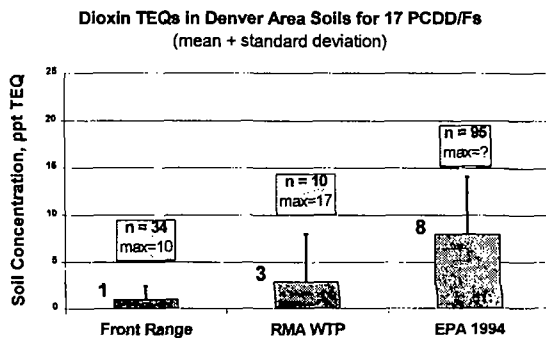 Dioxin TEQs in Denver Area Soils for 17 PCDD/Fs
(mean + standard deviation)
Soil Concentration, ppt TEQ
25
20
15
10
5
0
n = 34
max=10
1
n = 10
max=17
3
n = 95
max=?
8
Front Range
RMA WTP
EPA 1994